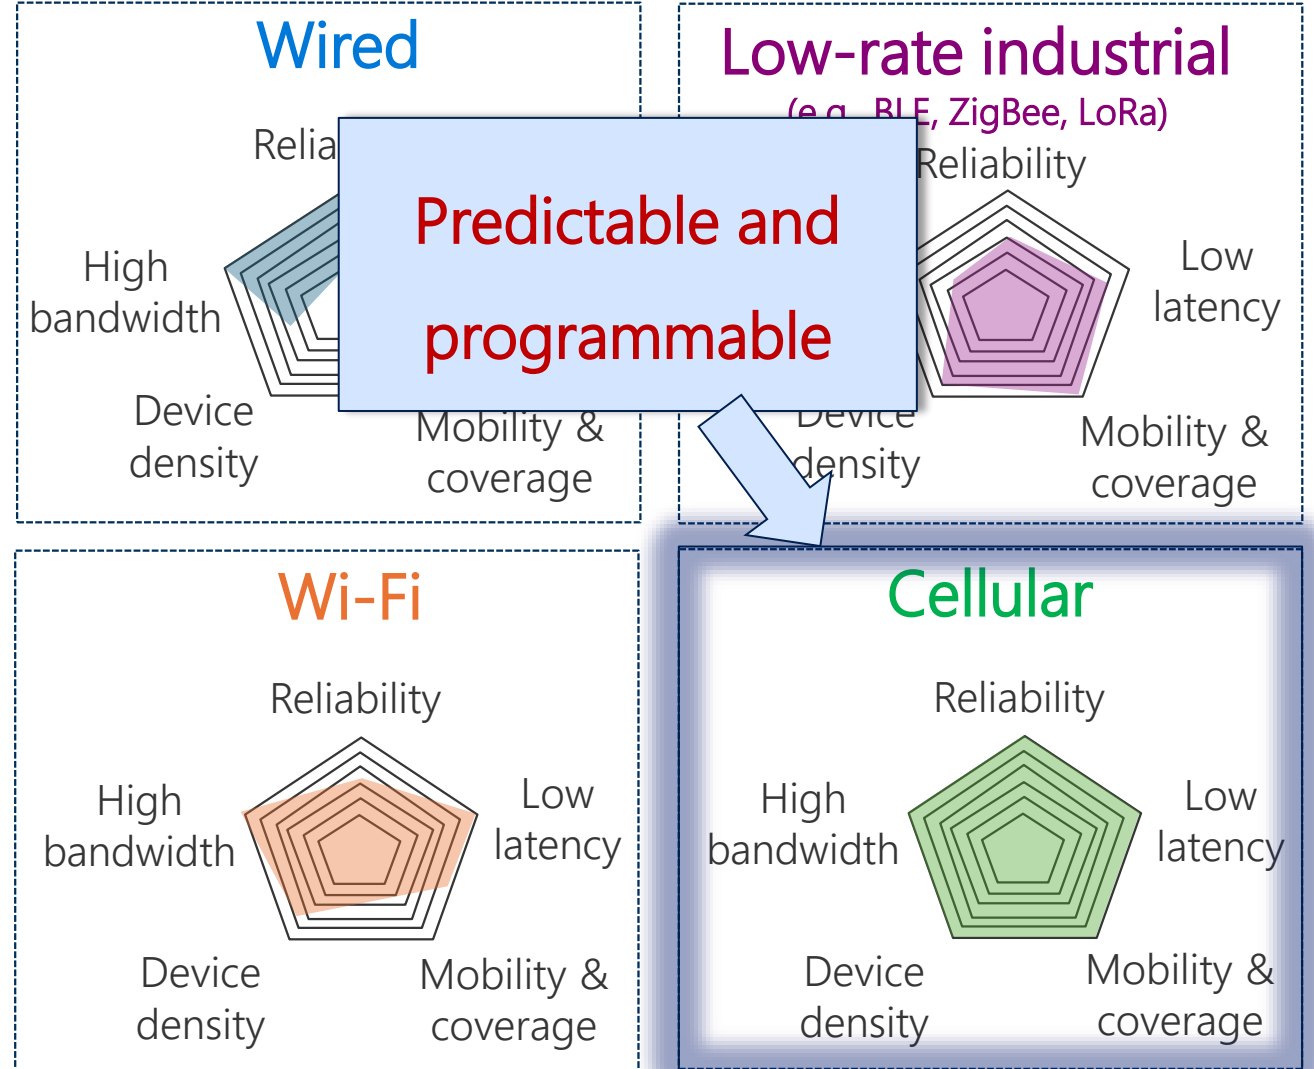 Wired
Relia
High
bandwidth
Device
density
Mobility &
coverage
Low-rate industrial
(e.g., BLE, ZigBee, LoRa)
Reliability
Low
latency
Device
density
Mobility &
coverage
Predictable and
programmable
Wi-Fi
Reliability
High
bandwidth
Low
latency
Device
density
Mobility &
coverage
Cellular
Reliability
High
bandwidth
Low
latency
Device
density
Mobility &
coverage